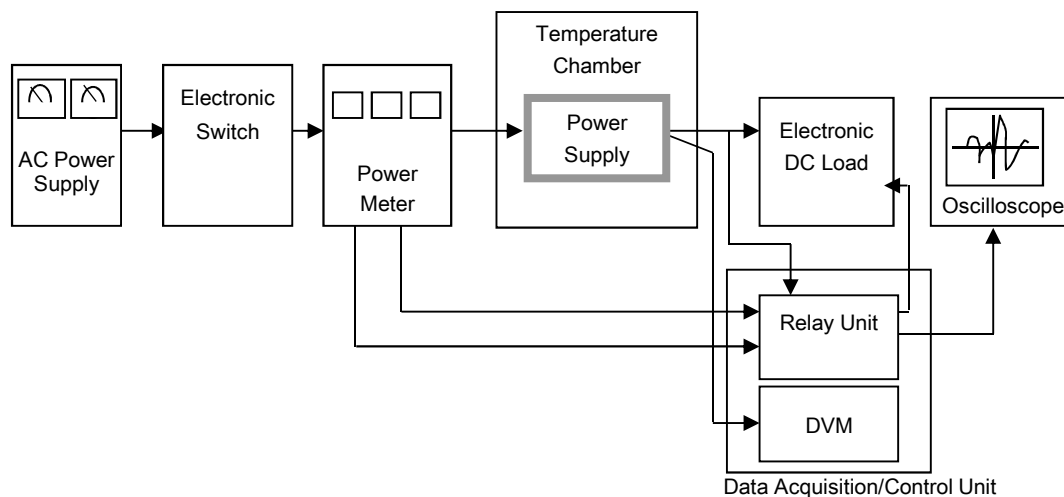 Temperature
Chamber
AC Power
Supply
Electronic
Switch
Power
Meter
Power
Supply
Electronic
DC Load
Oscilloscope
Relay Unit
DVM
Data Acquisition/Control Unit